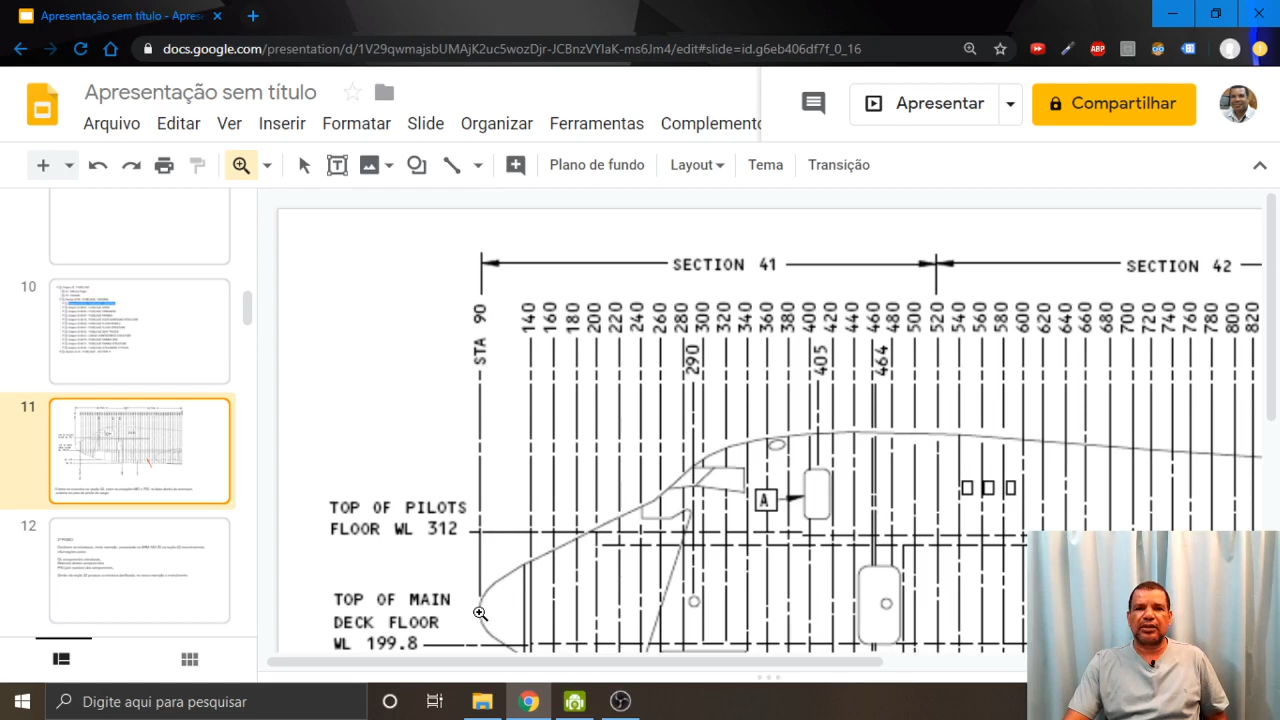 Apresentação sem título - Aprese
docs.google.com/presentation/d/1V29qwmajsbUMAjK2uc5wozDjr-JCBnzVYIaK-ms6Jm4/edit#slide=id.g6eb406df7f_0_16
ABP
Apresentação sem título
Apresentar
Compartilhar
Arquivo Editar Ver Inserir Formatar Slide Organizar Ferramentas Complemento
Plano de fundo Layout Tema Transição
10
11
12
SECTION 41
SECTION 42
STA 90 140 160 180 200 220 240 260 280 300 320 340 360 380 400 420 440 460 480 500 520 540 560 580 600 620 640 660 680 700 720 740 760 780 800 820
290 405 464
A
TOP OF PILOTS
FLOOR WL 312
TOP OF MAIN
DECK FLOOR
WL 199.8
Digite aqui para pesquisar